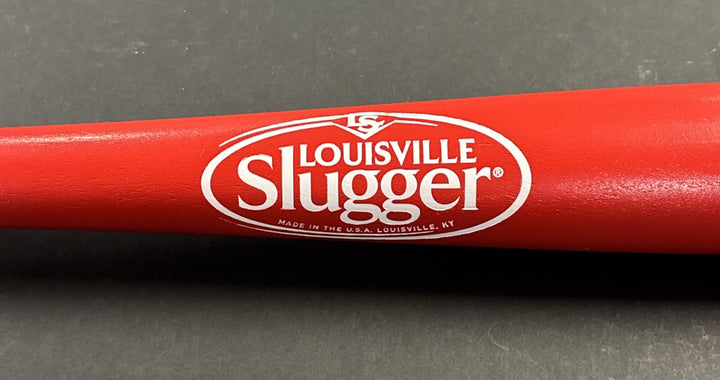 LS
LOUISVILLE
Slugger®
MADE IN THE U.S.A. LOUISVILLE, KY